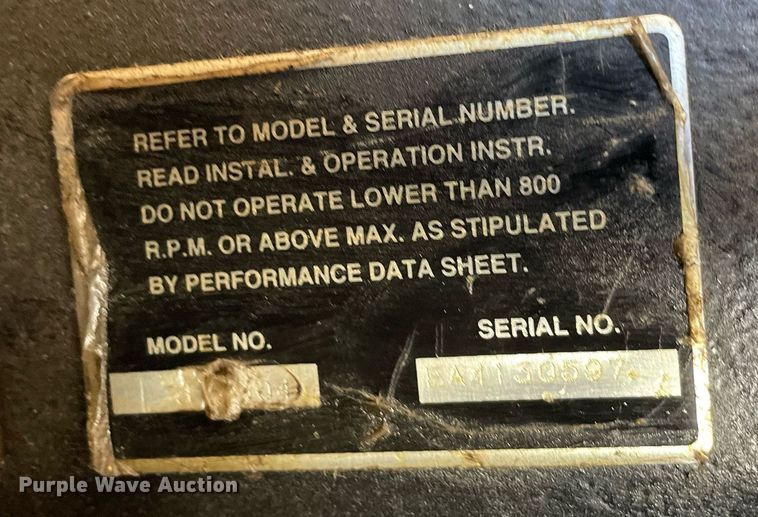 REFER TO MODEL & SERIAL NUMBER.
READ INSTAL. & OPERATION INSTR.
DO NOT OPERATE LOWER THAN 800
R.P.M. OR ABOVE MAX. AS STIPULATED
BY PERFORMANCE DATA SHEET.
SERIAL NO.
MODEL NO.
EA1130507
Purple Wave Auction